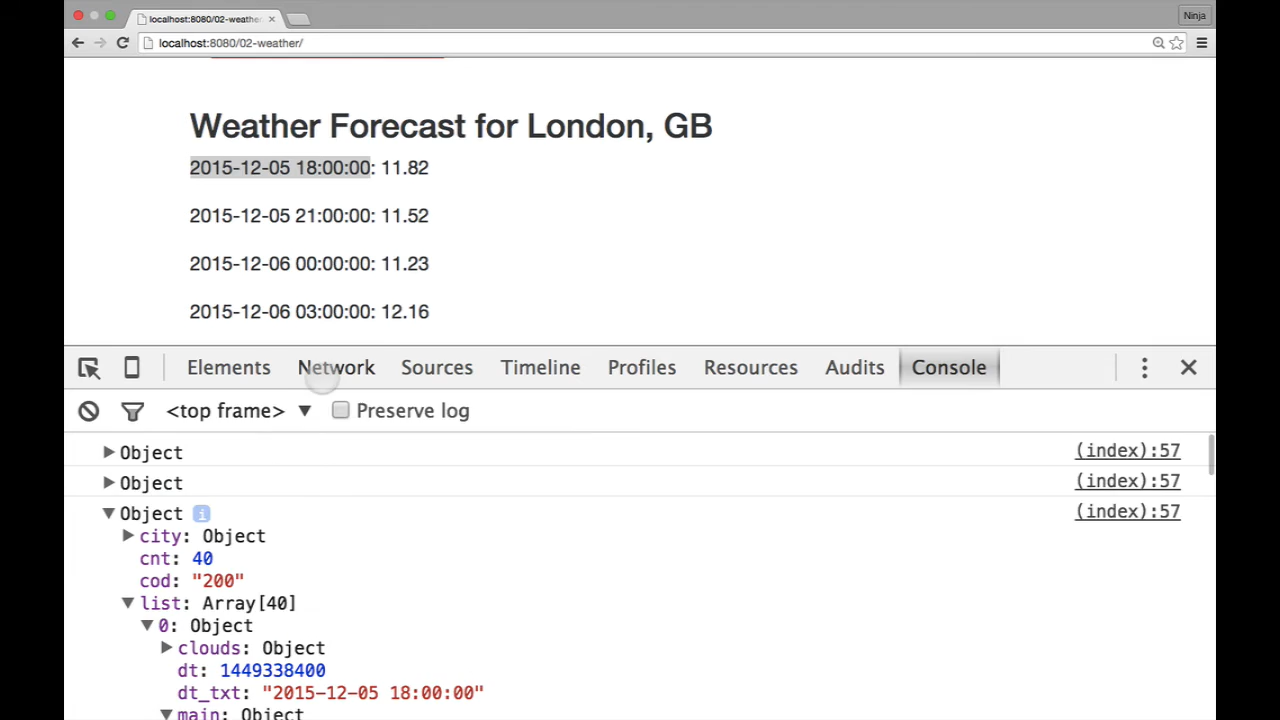 localhost:8080/02-weather
Ninja
localhost:8080/02-weather/
Weather Forecast for London, GB
2015-12-05 18:00:00: 11.82
2015-12-05 21:00:00: 11.52
2015-12-06 00:00:00: 11.23
2015-12-06 03:00:00: 12.16
Elements Network Sources Timeline Profiles Resources Audits Console
<top frame> Preserve log
Object (index):57
Object (index):57
Object i (index):57
city: Object
cnt: 40
cod: "200"
list: Array[40]
0: Object
clouds: Object
dt: 1449338400
dt_txt: "2015-12-05 18:00:00"
main: Object